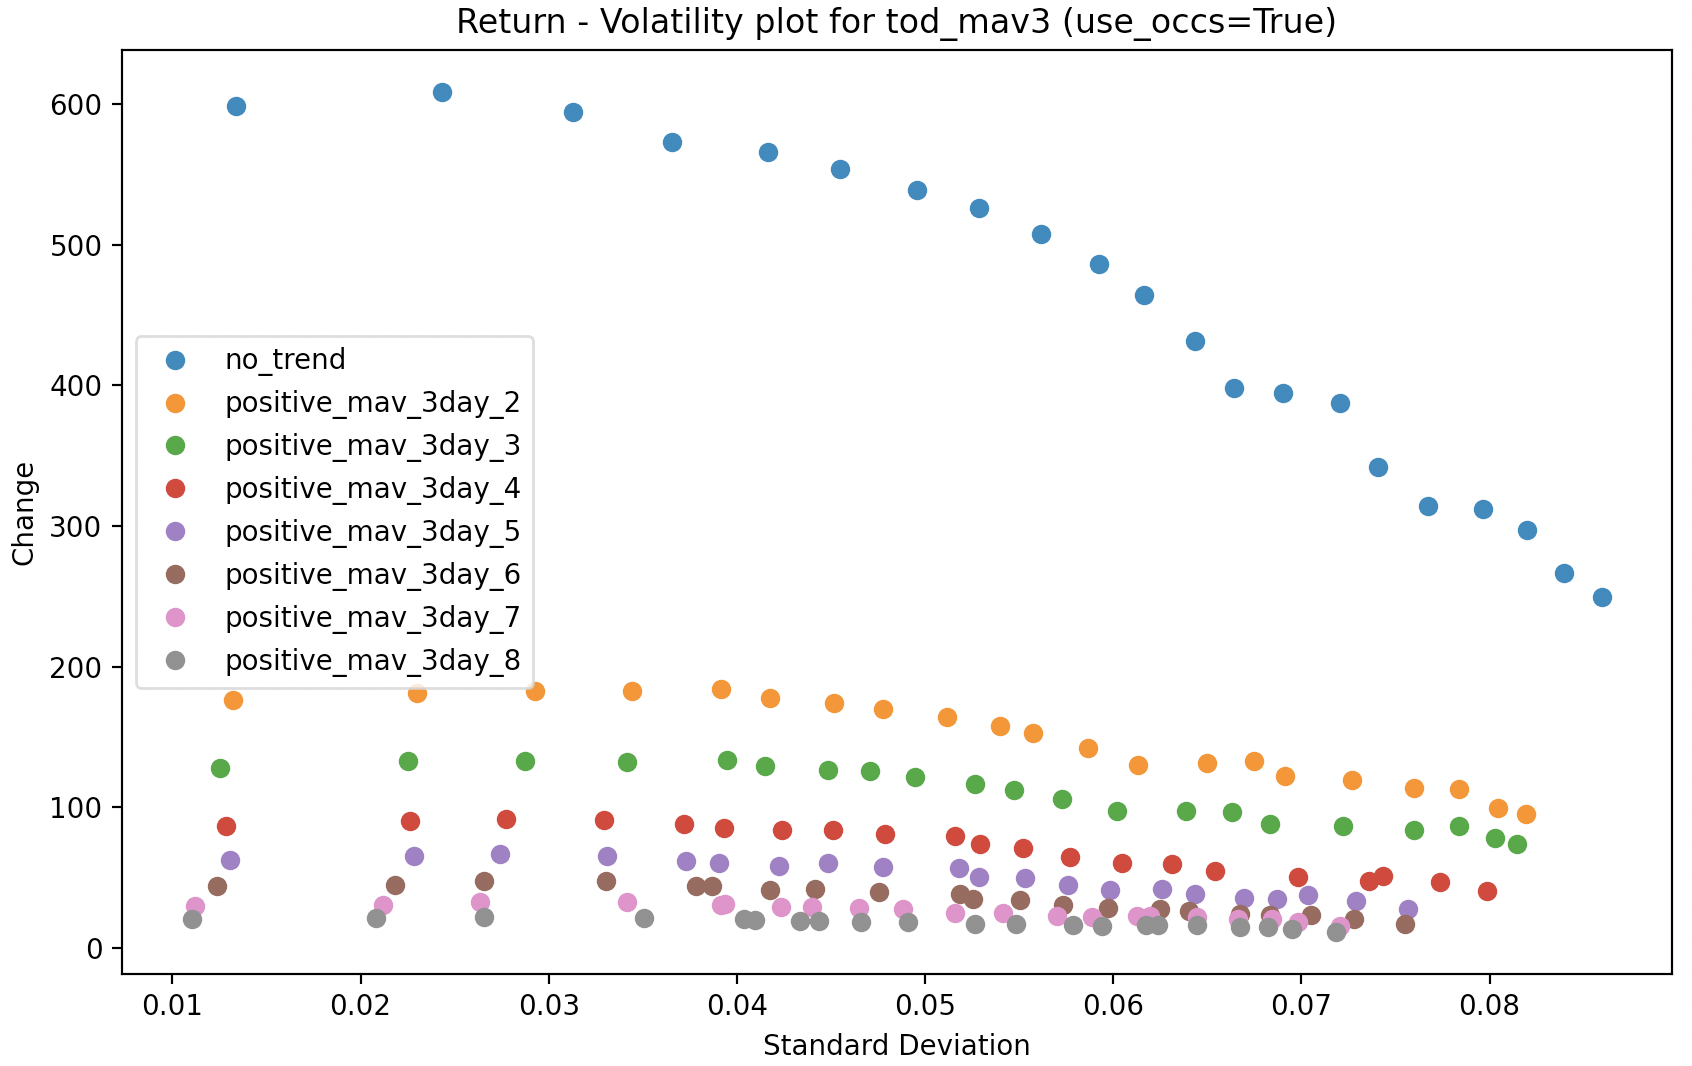 Return - Volatility plot for tod_mav3 (use_occs=True)
600
500
400
300
200
100
0
Change
no_trend
positive_mav_3day_2
positive_mav_3day_3
positive_mav_3day_4
positive_mav_3day_5
positive_mav_3day_6
positive_mav_3day_7
positive_mav_3day_8
0.01 0.02 0.03 0.04 0.05 0.06 0.07 0.08
Standard Deviation